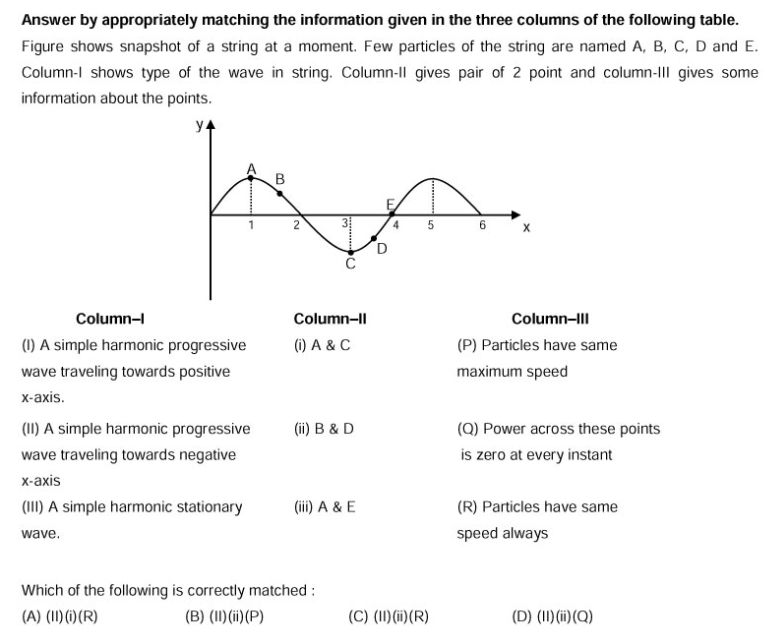 Answer by appropriately matching the information given in the three columns of the following table.
Figure shows snapshot of a string at a moment. Few particles of the string are named A, B, C, D and E.
Column-I shows type of the wave in string. Column-II gives pair of 2 point and column-III gives some
information about the points.
y
A
B
E
1 2 3 4 5 6 x
D
C
Column–I Column–II Column–III
(I) A simple harmonic progressive (i) A & C (P) Particles have same
wave traveling towards positive maximum speed
x-axis.
(II) A simple harmonic progressive (ii) B & D (Q) Power across these points
wave traveling towards negative is zero at every instant
x-axis
(III) A simple harmonic stationary (iii) A & E (R) Particles have same
wave. speed always
Which of the following is correctly matched :
(A) (II)(i)(R) (B) (II)(ii)(P) (C) (II)(ii)(R) (D) (II)(ii)(Q)